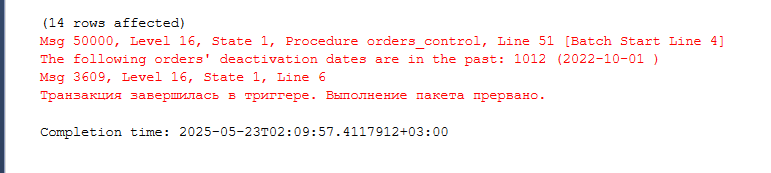 (14 rows affected)
Msg 50000, Level 16, State 1, Procedure orders_control, Line 51 [Batch Start Line 4]
The following orders' deactivation dates are in the past: 1012 (2022-10-01 )
Msg 3609, Level 16, State 1, Line 6
Транзакция завершилась в триггере. Выполнение пакета прервано.
Completion time: 2025-05-23T02:09:57.4117912+03:00